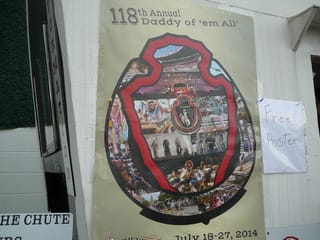 118th Annual
Daddy of 'em All®
Free
Poster
July 18-27, 2014
HE CHUTE